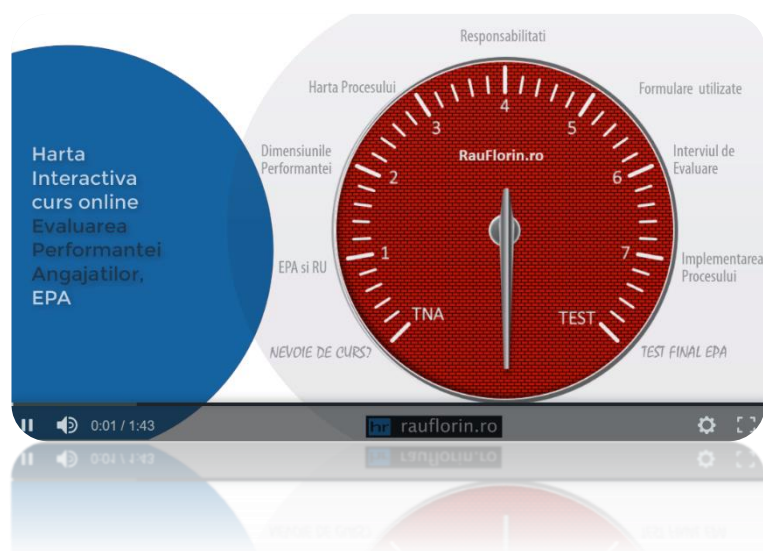 Harta
Interactiva
curs online
Evaluarea
Performantei
Angajatilor,
EPA
Responsabilitati
Harta Procesului
Formulare utilizate
Dimensiunile
Performantei
Interviul de
Evaluare
EPA si RU
Implementarea
Procesului
NEVOIE DE CURS?
TEST FINAL EPA
RauFlorin.ro
1
2
3
4
5
6
7
TNA
TEST
0:01 / 1:43
hr rauflorin.ro